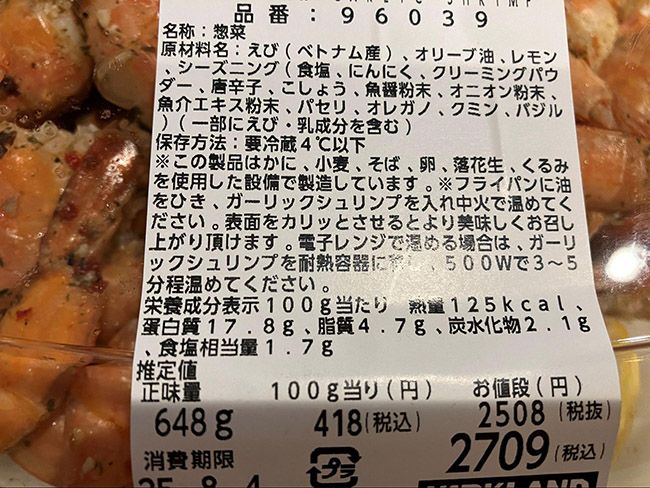 品番:96039
名称:惣菜
原材料名:えび(ベトナム産)、オリーブ油、レモン
、シーズニング(食塩、にんにく、クリーミングパウ
ダー、唐辛子、こしょう、魚醤粉末、オニオン粉末、
魚介エキス粉末、パセリ、オレガノ、クミン、バジル
)(一部にえび・乳成分を含む)
保存方法:要冷蔵4℃以下
※この製品はかに、小麦、そば、卵、落花生、くるみ
を使用した設備で製造しています。※フライパンに油
をひき、ガーリックシュリンプを入れ中火で温めてく
ださい。表面をカリッとさせるとより美味しくお召し
上がり頂けます。電子レンジで温める場合は、ガーリ
ックシュリンプを耐熱容器に移し、500Wで3~5
分程温めてください。
栄養成分表示100g当たり 熱量125kcal、
蛋白質17.8g、脂質4.7g、炭水化物2.1g
、食塩相当量1.7g
推定値
正味量 100g当り(円) お値段(円)
648g 418(税込) 2508(税抜)
2709(税込)
消費期限 プラ
25.8.4 KIRKLAND